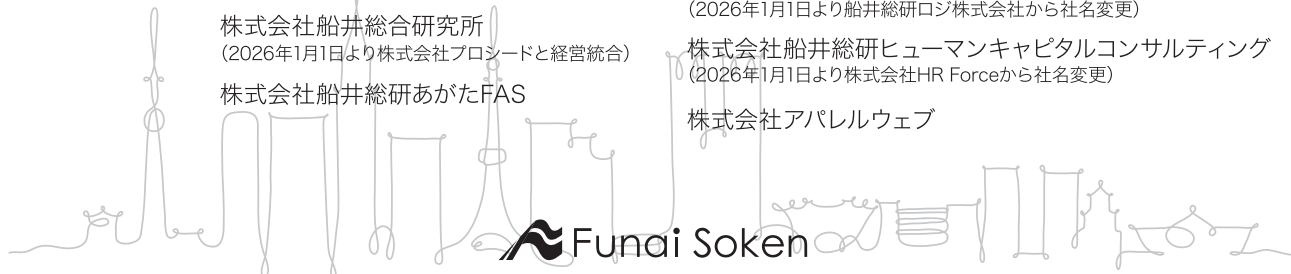 株式会社船井総合研究所
（2026年1月1日より株式会社プロシードと経営統合）
株式会社船井総研あがたFAS
（2026年1月1日より船井総研ロジ株式会社から社名変更）
株式会社船井総研ヒューマンキャピタルコンサルティング
（2026年1月1日より株式会社HR Forceから社名変更）
株式会社アパレルウェブ
Funai Soken